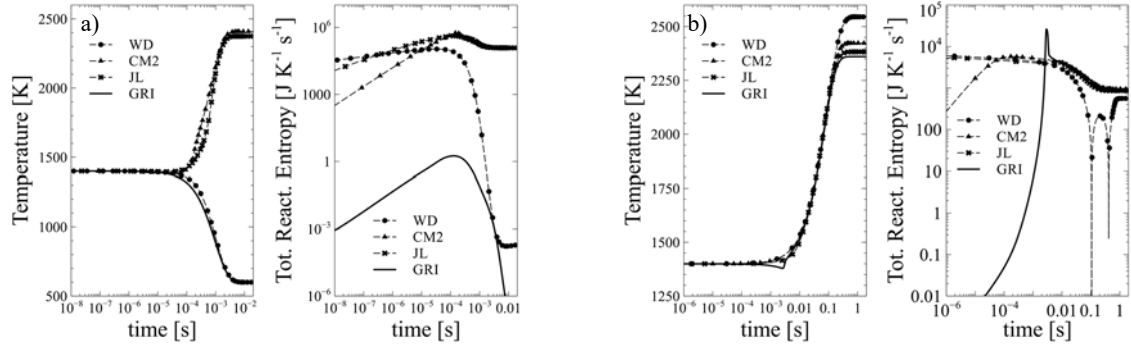 a)
Temperature [K]
2500
2000
1500
1000
500
WD
CM2
JL
GRI
10⁻⁸ 10⁻⁷ 10⁻⁶ 10⁻⁵ 10⁻⁴ 10⁻³ 10⁻²
time [s]
Tot. React. Entropy [J K⁻¹ s⁻¹]
10⁶
1000
1
10⁻³
10⁻⁶
WD
CM2
JL
GRI
10⁻⁸ 10⁻⁷ 10⁻⁶ 10⁻⁵ 10⁻⁴ 10⁻³ 0.01
time [s]
b)
Temperature [K]
2500
2250
2000
1750
1500
1250
WD
CM2
JL
GRI
10⁻⁸ 10⁻⁷ 10⁻⁶ 10⁻⁵ 10⁻⁴ 10⁻³ 0.01 0.1 1
time [s]
Tot. React. Entropy [J K⁻¹ s⁻¹]
10⁵
10⁴
1000
100
10
1
0.1
0.01
WD
CM2
JL
GRI
10⁻⁶ 10⁻⁴ 0.01 0.1 1
time [s]